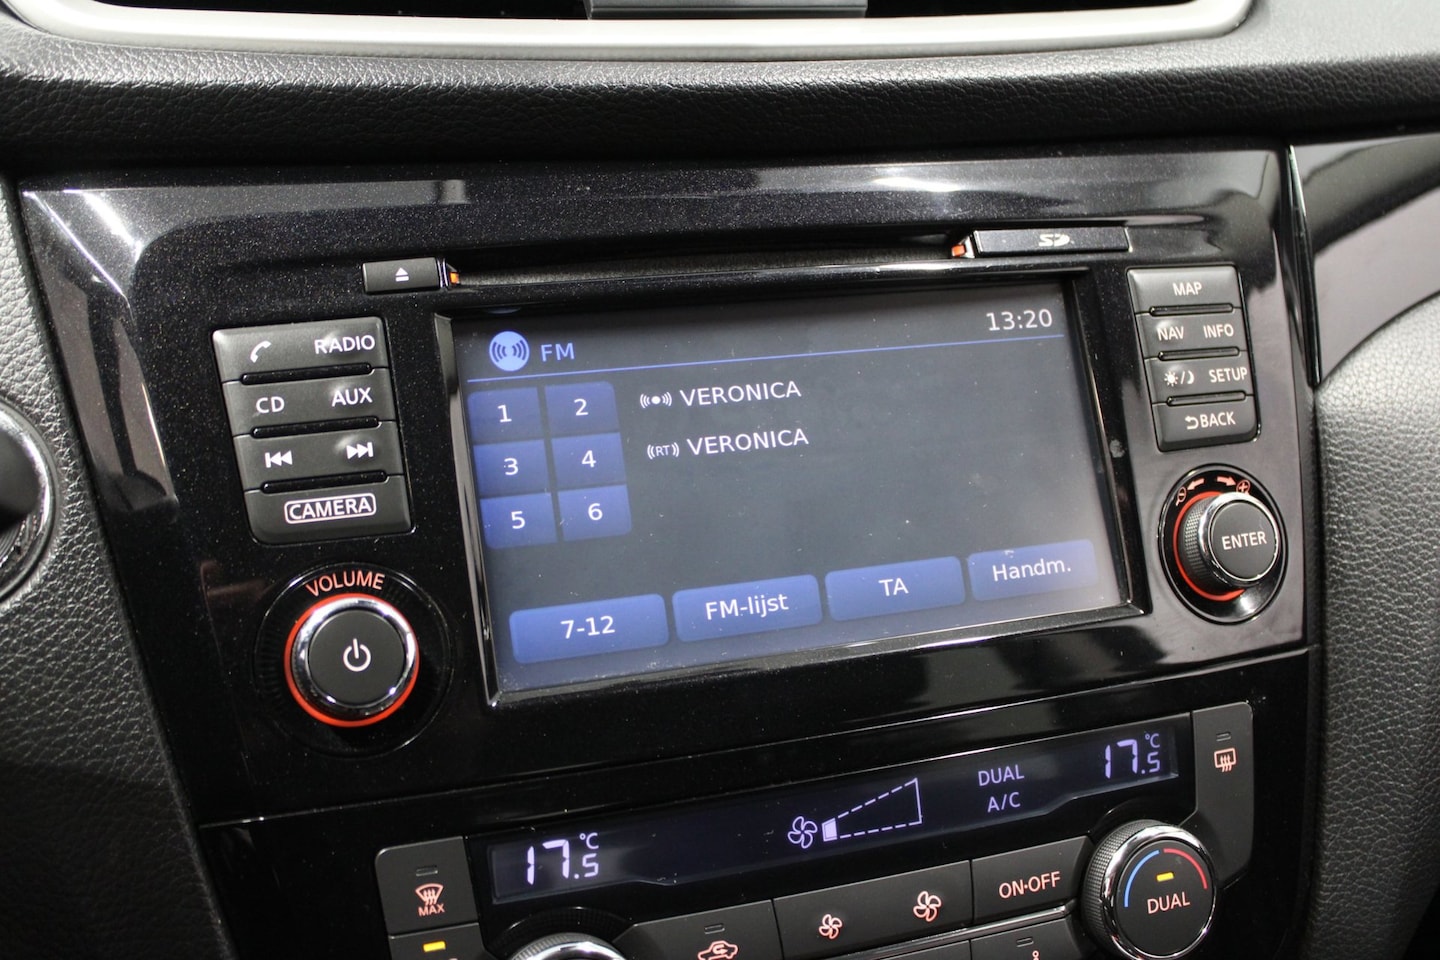 SD
MAP
NAV INFO
SETUP
BACK
ENTER
RADIO
CD AUX
CAMERA
VOLUME
FM 13:20
1 2
3 4
5 6
VERONICA
RT VERONICA
7-12 FM-lijst TA Handm.
17.5 °C
DUAL
A/C
17.5 °C
MAX
ON·OFF
DUAL